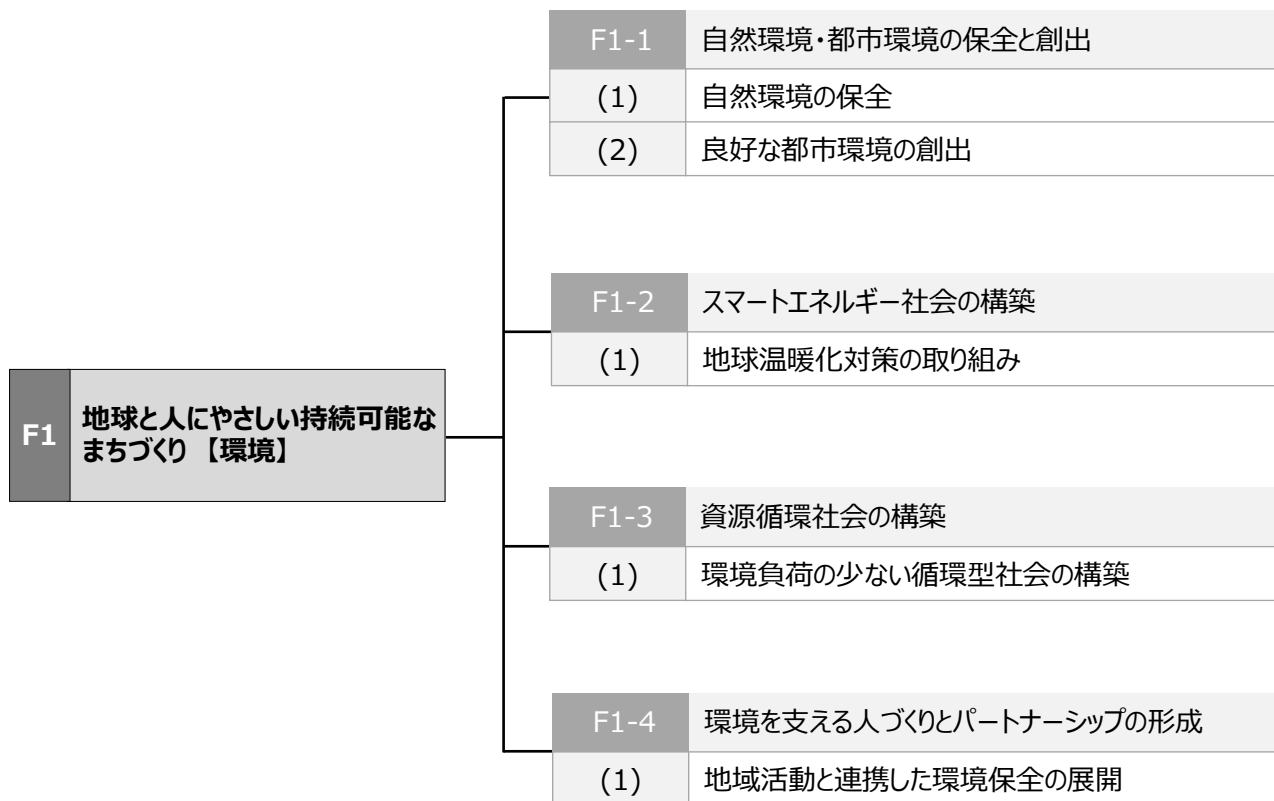 F1-1 自然環境・都市環境の保全と創出
(1) 自然環境の保全
(2) 良好な都市環境の創出
F1-2 スマートエネルギー社会の構築
(1) 地球温暖化対策の取り組み
F1 地球と人にやさしい持続可能な
まちづくり 【環境】
F1-3 資源循環社会の構築
(1) 環境負荷の少ない循環型社会の構築
F1-4 環境を支える人づくりとパートナーシップの形成
(1) 地域活動と連携した環境保全の展開